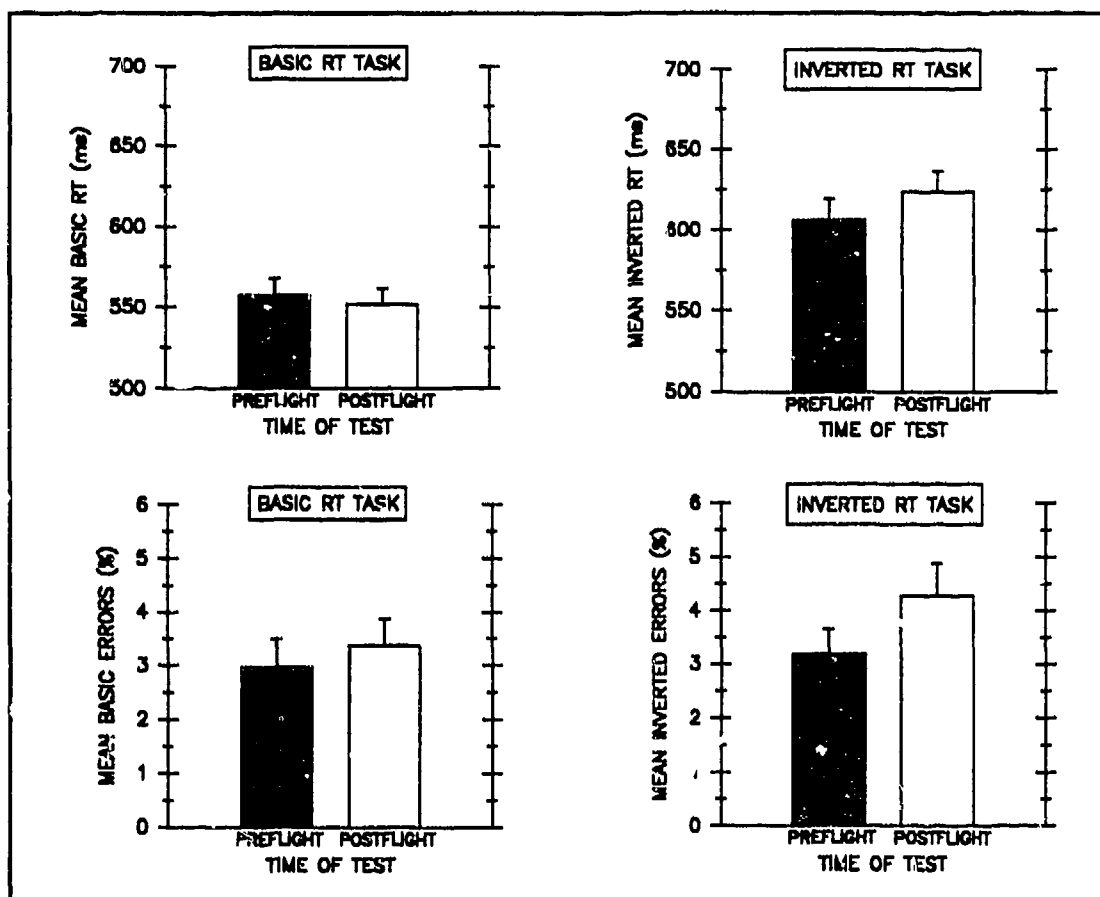 BASIC RT TASK
700
650
600
550
500
MEAN BASIC RT (ms)
PREFLIGHT POSTFLIGHT
TIME OF TEST
INVERTED RT TASK
700
650
600
550
500
MEAN INVERTED RT (ms)
PREFLIGHT POSTFLIGHT
TIME OF TEST
BASIC RT TASK
6
5
4
3
2
1
0
MEAN BASIC ERRORS (%)
PREFLIGHT POSTFLIGHT
TIME OF TEST
INVERTED RT TASK
6
5
4
3
2
1
0
MEAN INVERTED ERRORS (%)
PREFLIGHT POSTFLIGHT
TIME OF TEST